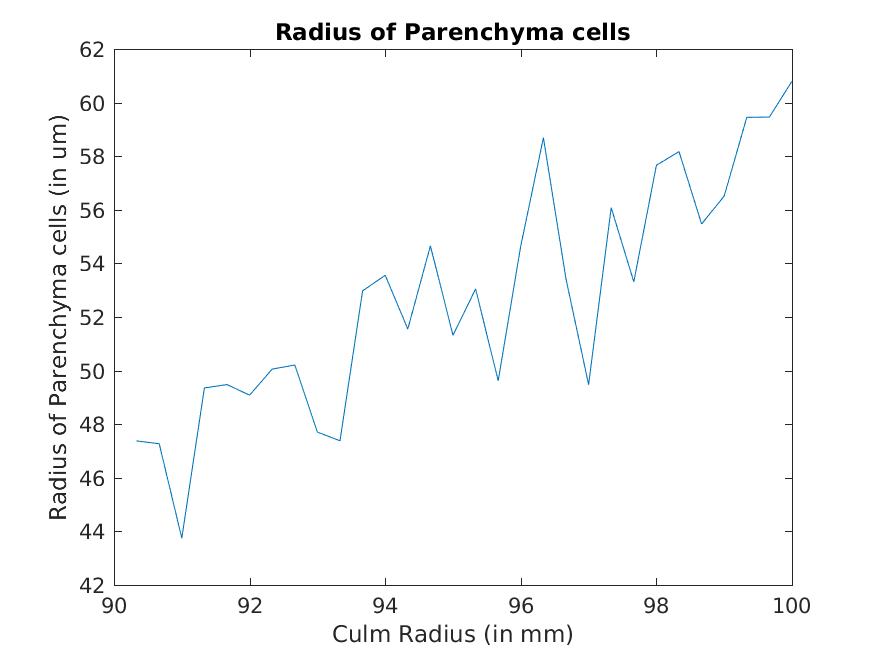 Radius of Parenchyma cells
Radius of Parenchyma cells (in um)
62
60
58
56
54
52
50
48
46
44
42
90 92 94 96 98 100
Culm Radius (in mm)